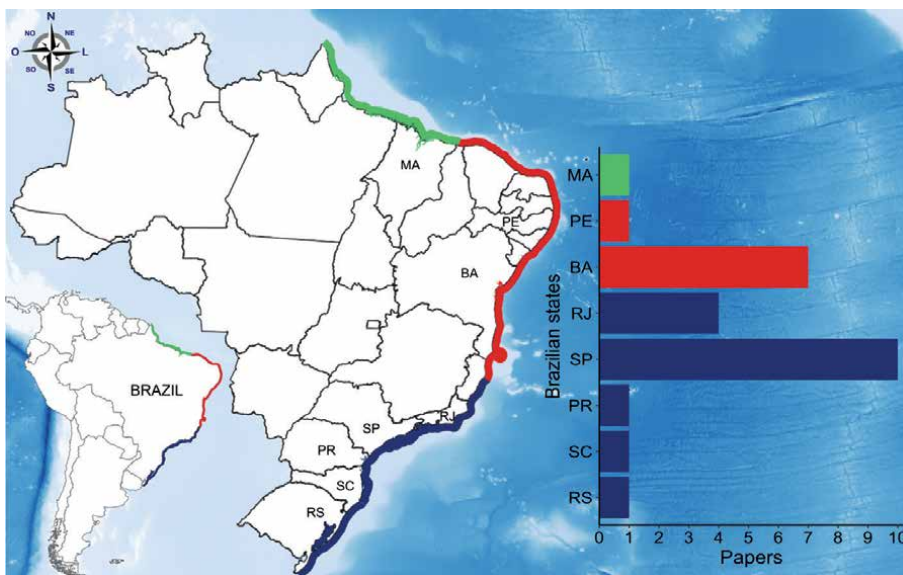 N
NO
NE
O
L
SO
SE
S
MA
PE
BA
RJ
SP
PR
SC
RS
BRAZIL
Brazilian states
MA
PE
BA
RJ
SP
PR
SC
RS
0 1 2 3 4 5 6 7 8 9 10
Papers